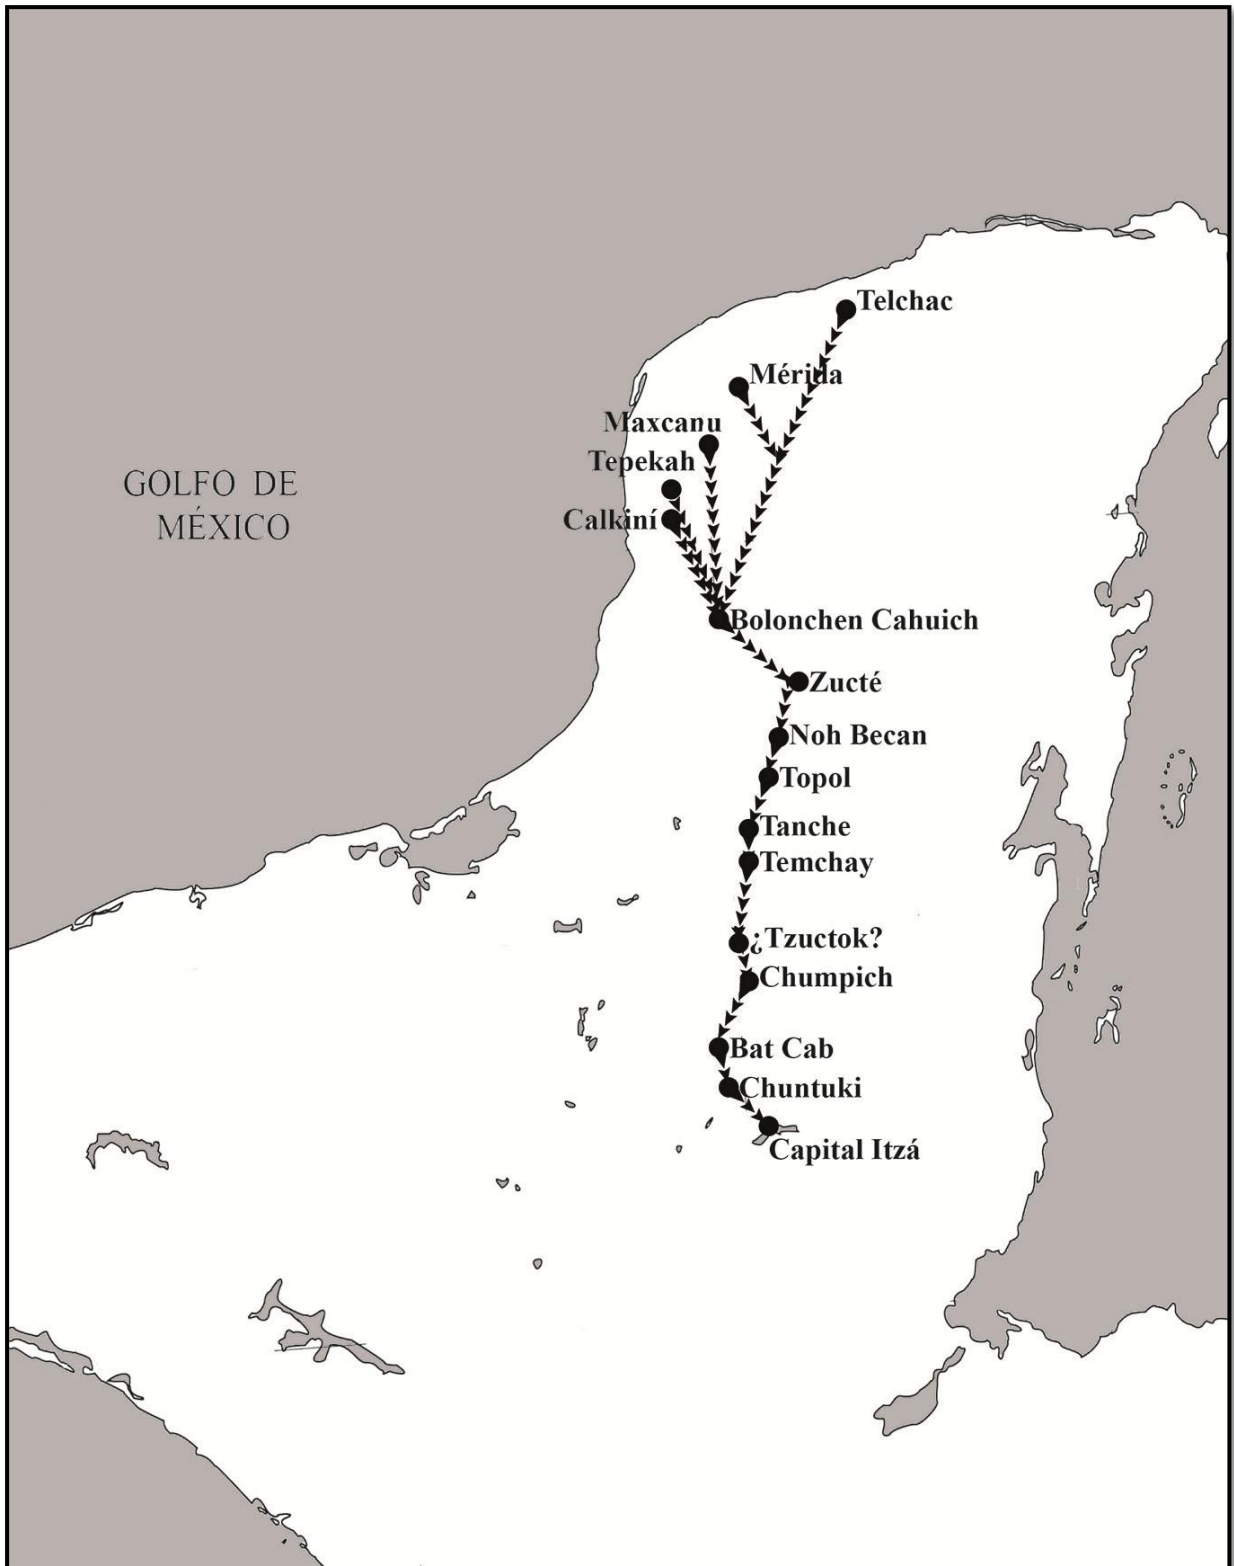 Telchac
Mérida
Maxcanu
Tepekah
GOLFO DE
MÉXICO
Calkiní
Bolonchen Cahuich
Zucté
Noh Becan
Topol
Tanche
Temchay
¿Tzuctok?
Chumpich
Bat Cab
Chuntuki
Capital Itzá